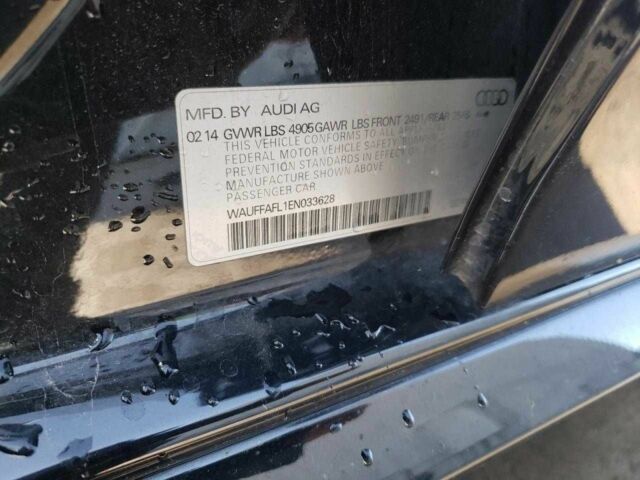 MFD. BY AUDI AG
02 14 GVWR LBS 4905 GAWR LBS FRONT 2491/REAR
THIS VEHICLE CONFORMS TO ALL
FEDERAL MOTOR VEHICLE SAFETY
PREVENTION STANDARDS IN EFFECT
MANUFACTURE SHOWN ABOVE
PASSENGER CAR
WAUFFAFL1EN033628